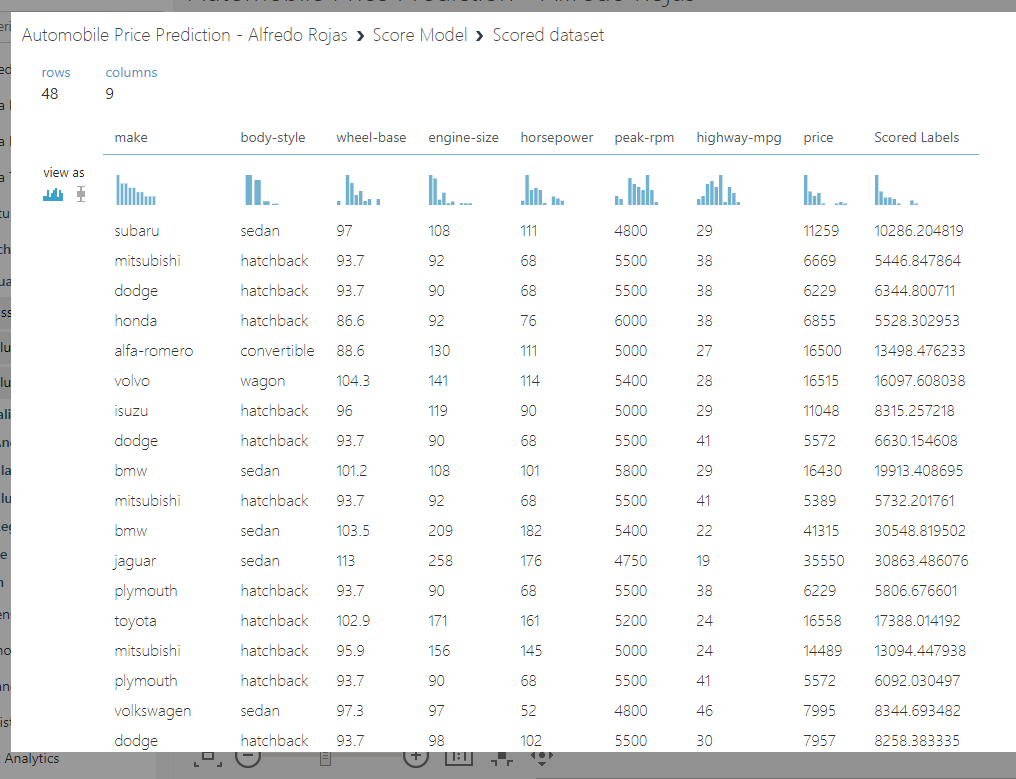 Automobile Price Prediction - Alfredo Rojas
Automobile Price Prediction - Alfredo Rojas ❯ Score Model ❯ Scored dataset
rows columns
48 9
make body-style wheel-base engine-size horsepower peak-rpm highway-mpg price Scored Labels
view as
subaru sedan 97 108 111 4800 29 11259 10286.204819
mitsubishi hatchback 93.7 92 68 5500 38 6669 5446.847864
dodge hatchback 93.7 90 68 5500 38 6229 6344.800711
honda hatchback 86.6 92 76 6000 38 6855 5528.302953
alfa-romero convertible 88.6 130 111 5000 27 16500 13498.476233
volvo wagon 104.3 141 114 5400 28 16515 16097.608038
isuzu hatchback 96 119 90 5000 29 11048 8315.257218
dodge hatchback 93.7 90 68 5500 41 5572 6630.154608
bmw sedan 101.2 108 101 5800 29 16430 19913.408695
mitsubishi hatchback 93.7 92 68 5500 41 5389 5732.201761
bmw sedan 103.5 209 182 5400 22 41315 30548.819502
jaguar sedan 113 258 176 4750 19 35550 30863.486076
plymouth hatchback 93.7 90 68 5500 38 6229 5806.676601
toyota hatchback 102.9 171 161 5200 24 16558 17388.014192
mitsubishi hatchback 95.9 156 145 5000 24 14489 13094.447938
plymouth hatchback 93.7 90 68 5500 41 5572 6092.030497
volkswagen sedan 97.3 97 52 4800 46 7995 8344.693482
dodge hatchback 93.7 98 102 5500 30 7957 8258.383335
Analytics 1:1